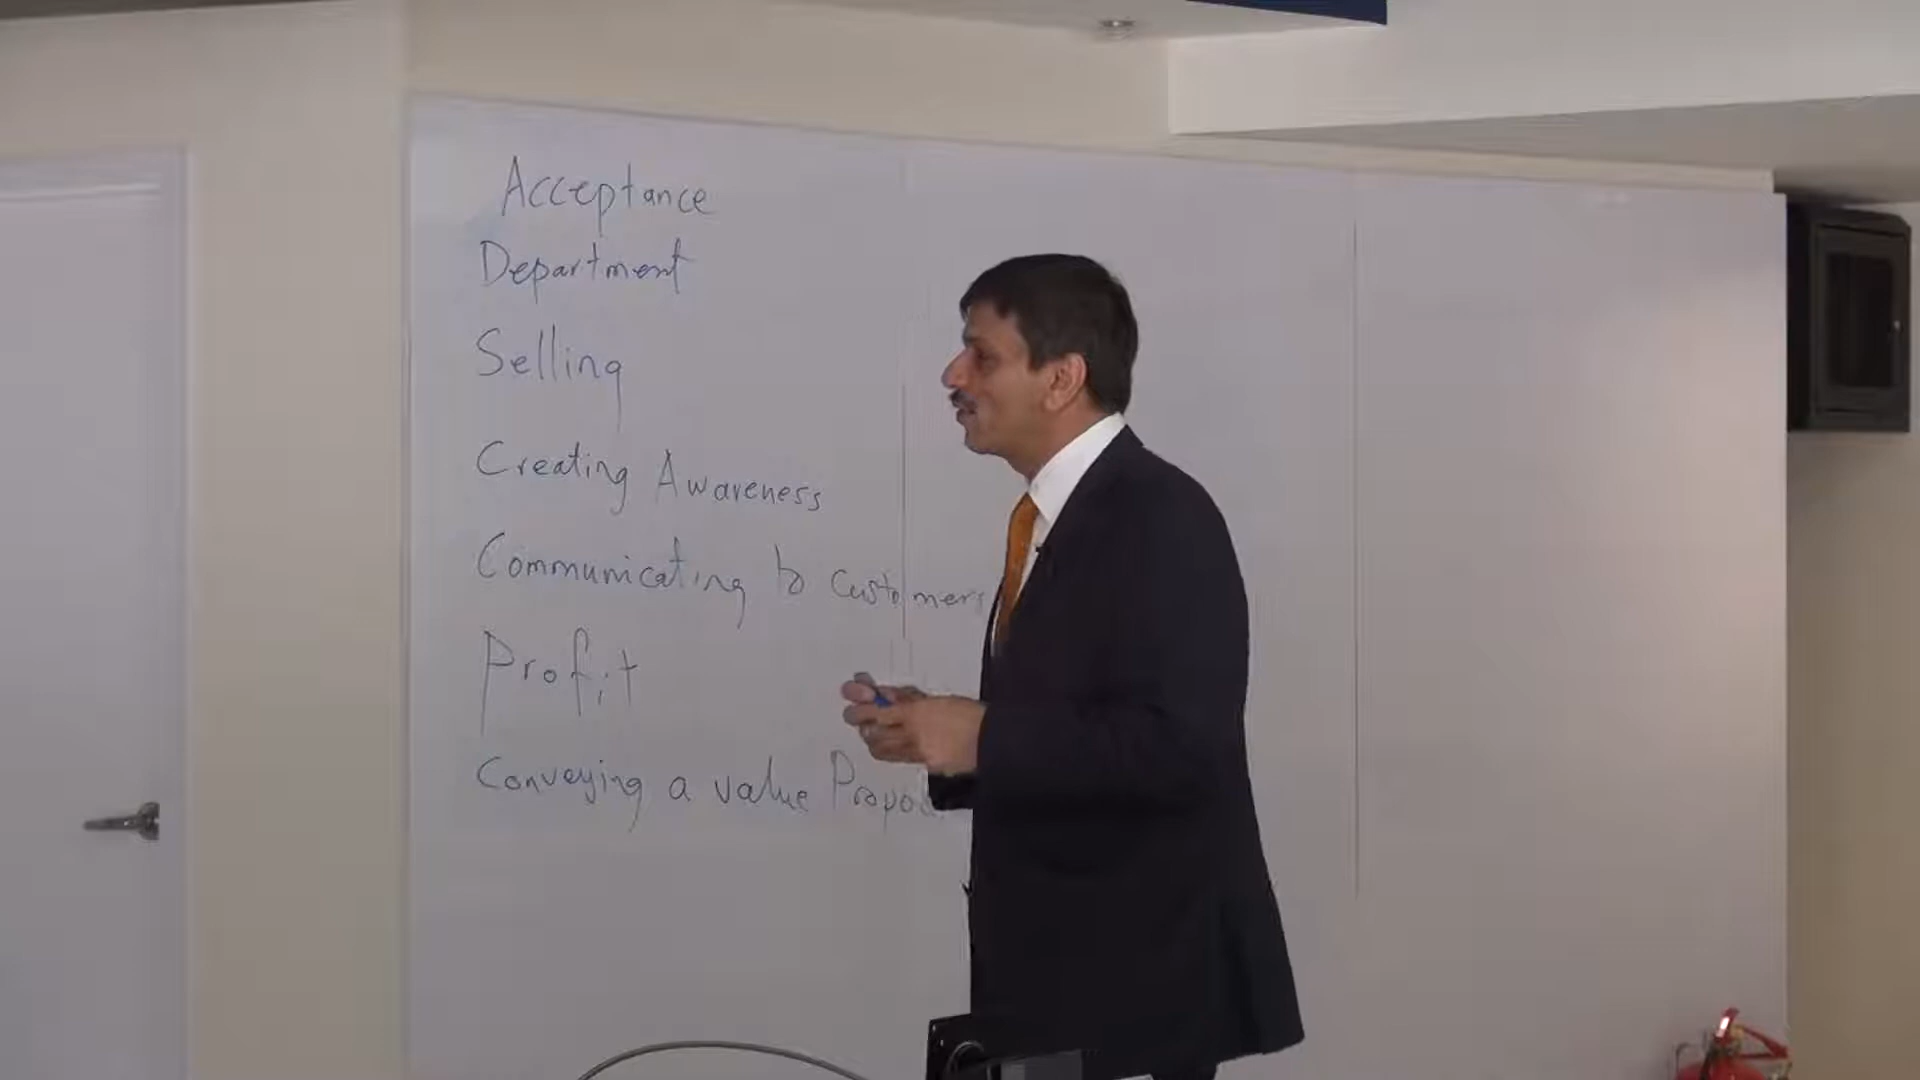 Acceptance
Department
Selling
Creating Awareness
Communicating to customers
Profit
Conveying a value